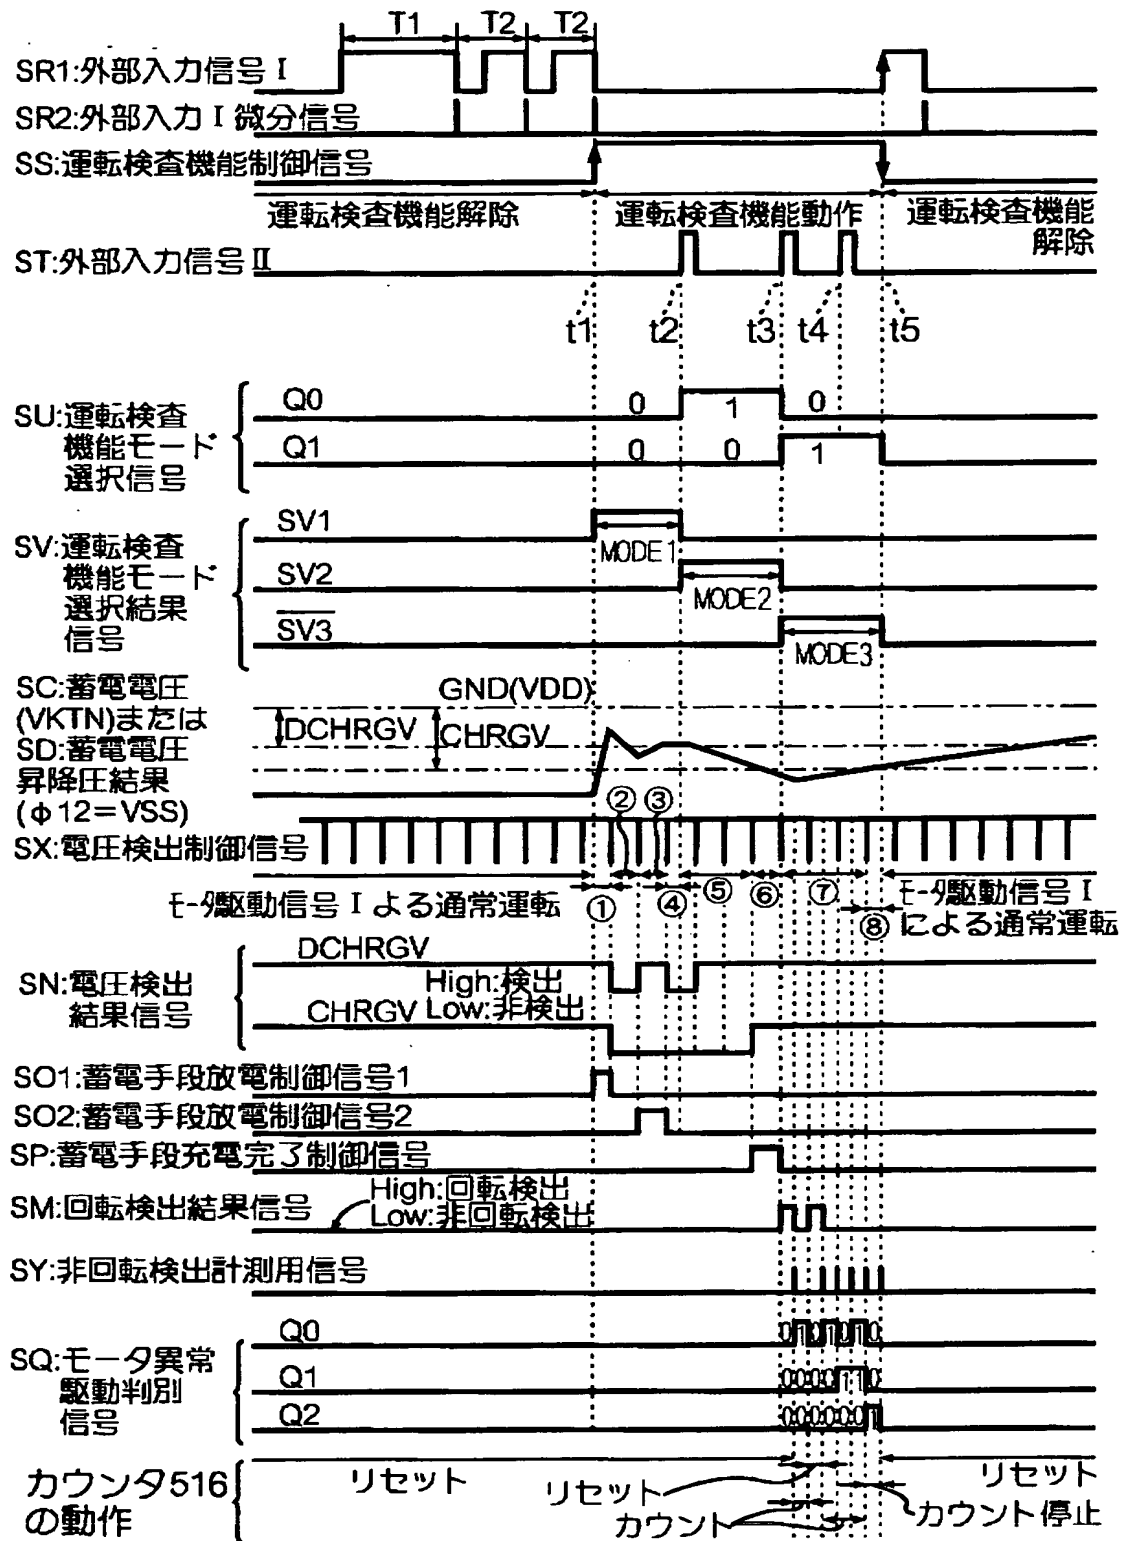 T1 T2 T2
SR1:外部入力信号Ⅰ
SR2:外部入力Ⅰ微分信号
SS:運転検査機能制御信号
運転検査機能解除 運転検査機能動作 運転検査機能
解除
ST:外部入力信号Ⅱ
t1 t2 t3 t4 t5
SU:運転検査
機能モード
選択信号
Q0 0 1 0
Q1 0 0 1
SV:運転検査
機能モード
選択結果
信号
SV1
MODE1
SV2
MODE2
SV3
MODE3
SC:蓄電電圧
(VKTN)または
SD:蓄電電圧
昇降圧結果
(φ12=VSS)
GND(VDD)
DCHRGV CHRGV
② ③
SX:電圧検出制御信号
モータ駆動信号Ⅰよる通常運転 ① ④ ⑤ ⑥ ⑦ ⑧ モータ駆動信号Ⅰ
による通常運転
SN:電圧検出
結果信号
DCHRGV
High:検出
CHRGV Low:非検出
SO1:蓄電手段放電制御信号1
SO2:蓄電手段放電制御信号2
SP:蓄電手段充電完了制御信号
SM:回転検出結果信号
High:回転検出
Low:非回転検出
SY:非回転検出計測用信号
SQ:モータ異常
駆動判別
信号
Q0 0101010
Q1 0000110
Q2 0000001
カウンタ516
の動作
リセット リセット リセット
カウント カウント停止